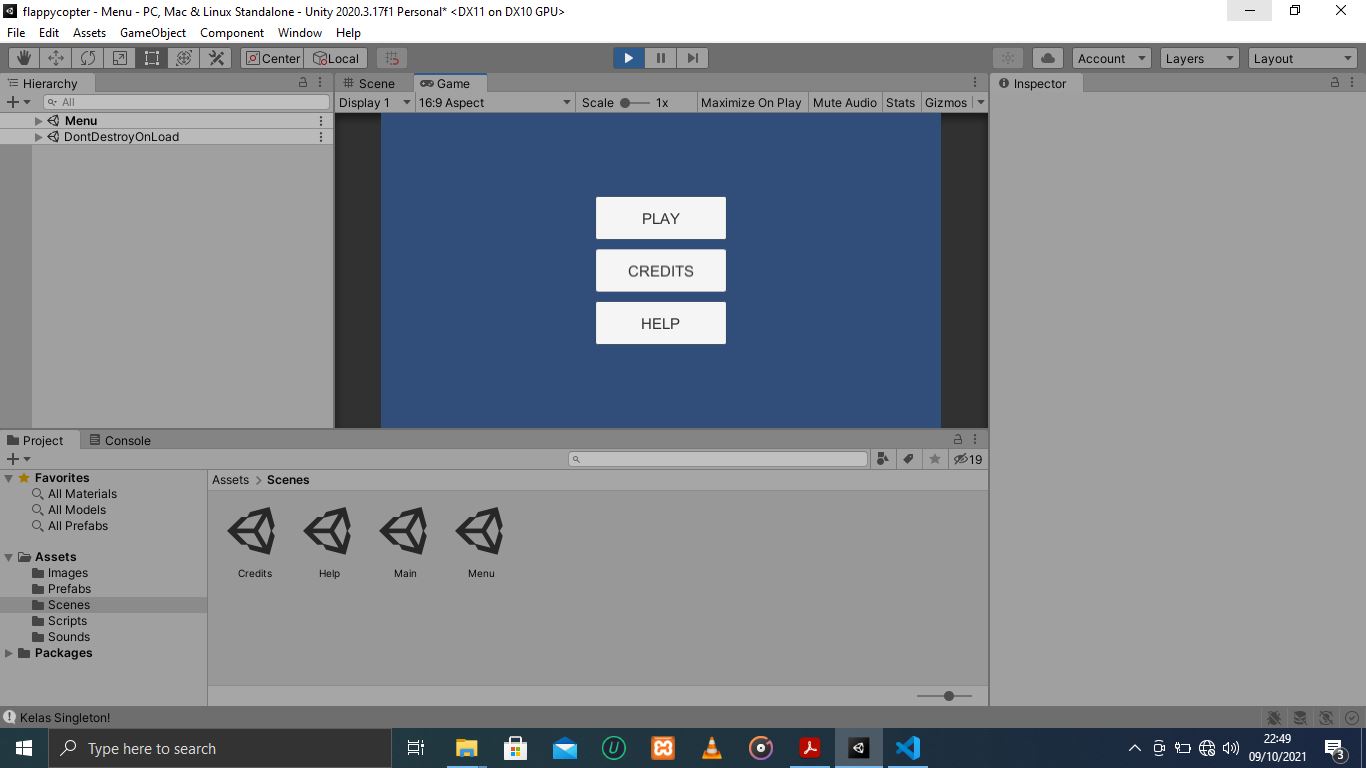 flappycopter - Menu - PC, Mac & Linux Standalone - Unity 2020.3.17f1 Personal* <DX11 on DX10 GPU>
File Edit Assets GameObject Component Window Help
Center Local Account Layers Layout
Hierarchy
All
Menu
DontDestroyOnLoad
Scene Game
Display 1 16:9 Aspect Scale 1x Maximize On Play Mute Audio Stats Gizmos
PLAY
CREDITS
HELP
Inspector
Project Console
19
Favorites
All Materials
All Models
All Prefabs
Assets
Images
Prefabs
Scenes
Scripts
Sounds
Packages
Assets > Scenes
Credits Help Main Menu
Kelas Singleton!
Type here to search
22:49
09/10/2021
3